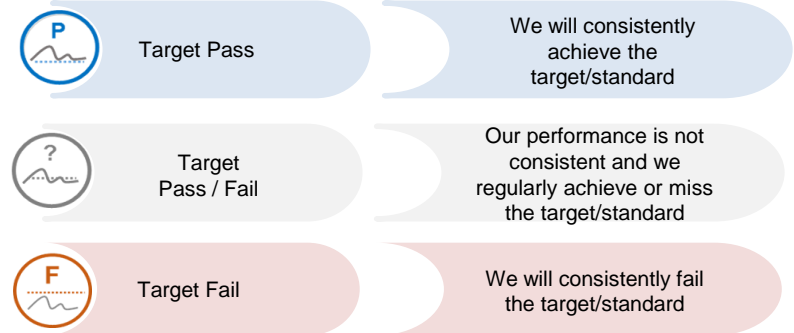 P
Target Pass
We will consistently
achieve the
target/standard
?
Target
Pass / Fail
Our performance is not
consistent and we
regularly achieve or miss
the target/standard
F
Target Fail
We will consistently fail
the target/standard